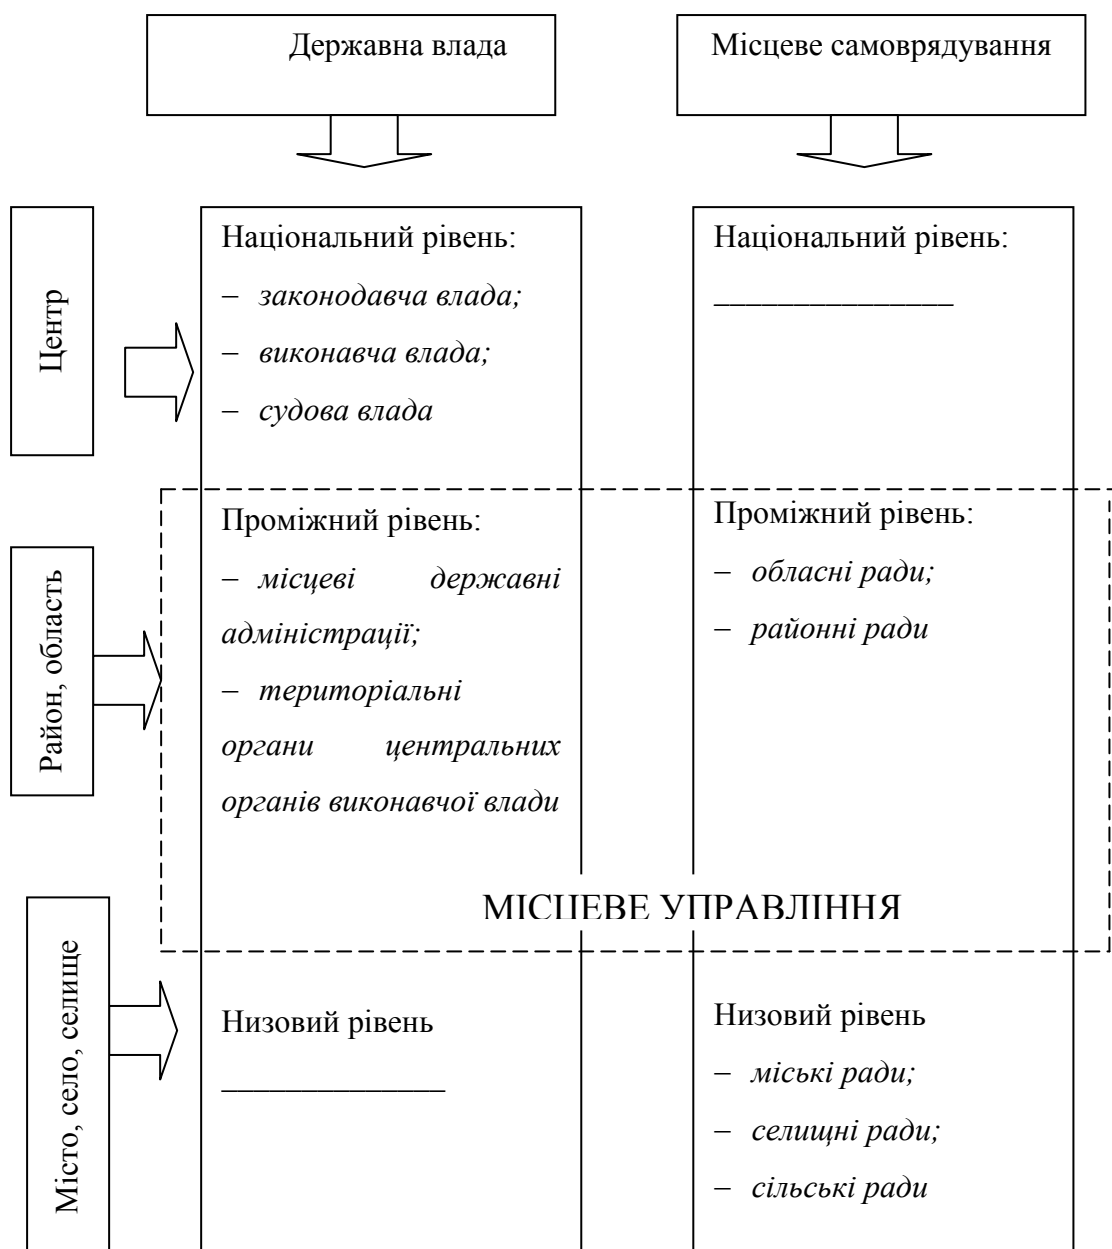 Державна влада
Місцеве самоврядування
Центр
Національний рівень:
– законодавча влада;
– виконавча влада;
– судова влада
Національний рівень:
_______________
Район, область
Проміжний рівень:
– місцеві державні
адміністрації;
– територіальні
органи центральних
органів виконавчої влади
Проміжний рівень:
– обласні ради;
– районні ради
МІСЦЕВЕ УПРАВЛІННЯ
Місто, село, селище
Низовий рівень
______________
Низовий рівень
– міські ради;
– селищні ради;
– сільські ради